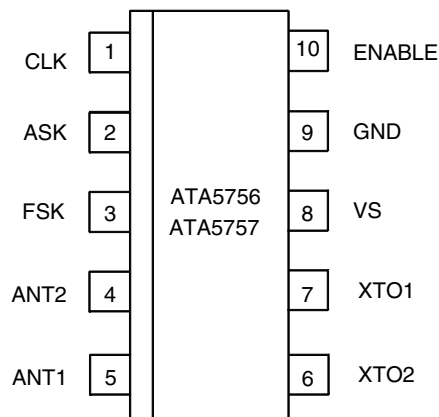 CLK 1 10 ENABLE
ASK 2 9 GND
ATA5756
FSK 3 8 VS
ATA5757
ANT2 4 7 XTO1
ANT1 5 6 XTO2